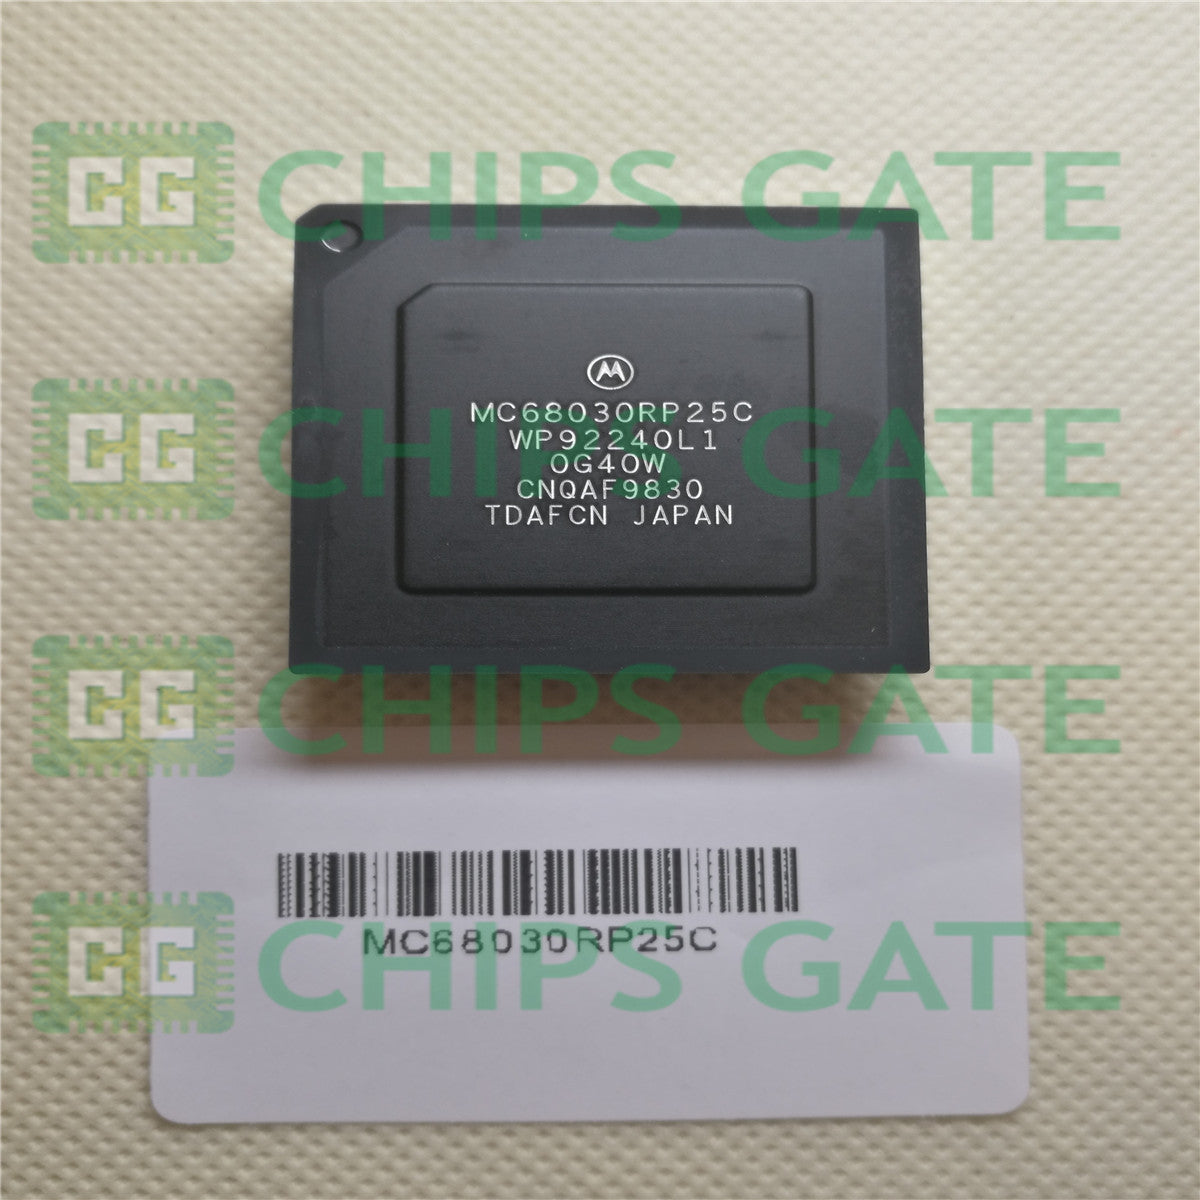 CG CHIPS GATE
MC68030RP25C
CG CHIPS GATE
WP92240L1
0G40W
CNQAF9830
TDAFCN JAPAN
CG CHIPS GATE
MC68030RP25C
CG CHIPS GATE